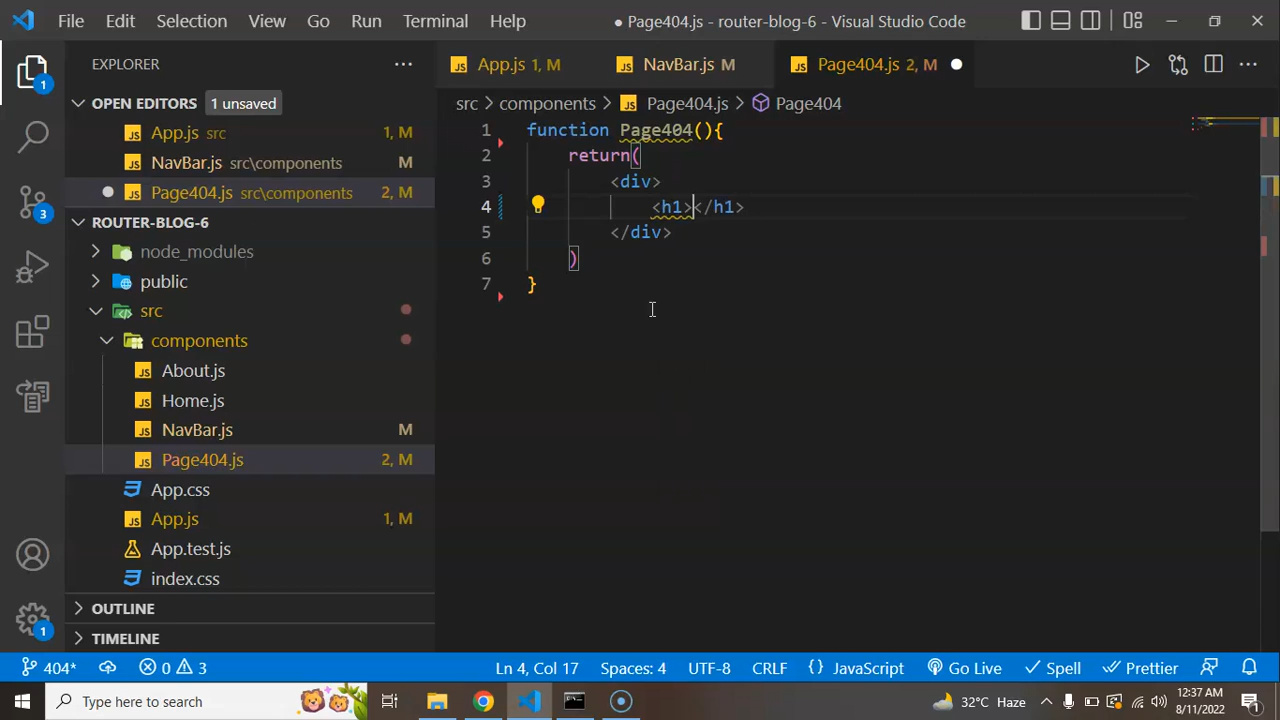 File Edit Selection View Go Run Terminal Help ● Page404.js - router-blog-6 - Visual Studio Code
EXPLORER ···
App.js 1, M NavBar.js M Page404.js 2, M ●
OPEN EDITORS 1 unsaved
App.js src 1, M
NavBar.js src\components M
● Page404.js src\components 2, M
ROUTER-BLOG-6
node_modules
public
src
components
About.js
Home.js
NavBar.js M
Page404.js 2, M
App.css
App.js 1, M
App.test.js
index.css
OUTLINE
TIMELINE
1
3
1
src > components > JS Page404.js > Page404
1 function Page404(){
2 return(
3 <div>
4 <h1></h1>
5 </div>
6 )
7 }
404* 0 3 Ln 4, Col 17 Spaces: 4 UTF-8 CRLF {} JavaScript Go Live Spell Prettier
Type here to search 32°C Haze 12:37 AM
8/11/2022